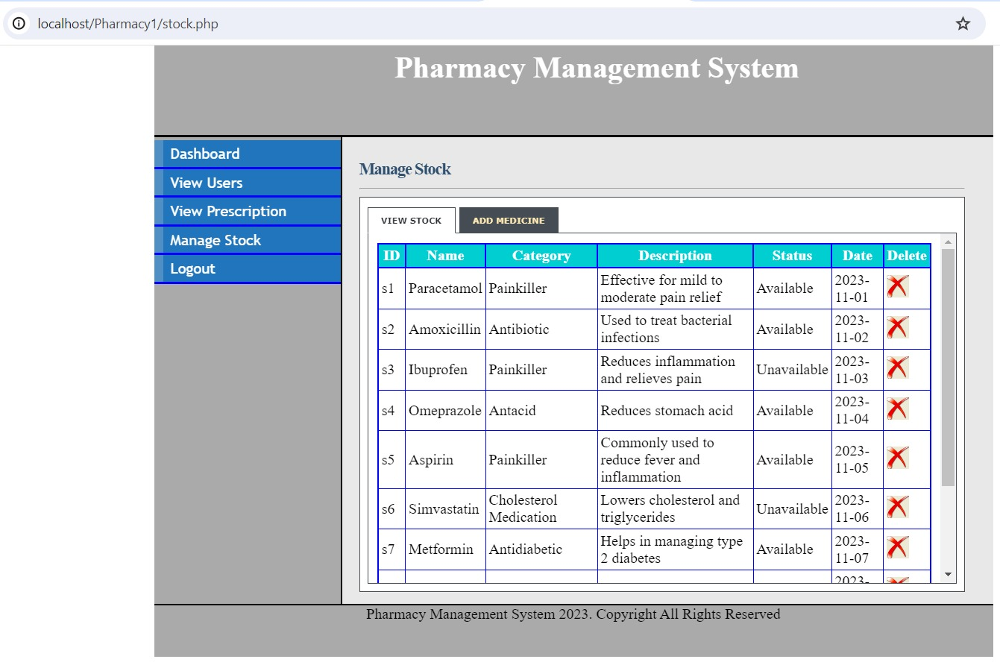 localhost/Pharmacy1/stock.php
Pharmacy Management System
Dashboard
View Users
View Prescription
Manage Stock
Logout
Manage Stock
VIEW STOCK ADD MEDICINE
ID Name Category Description Status Date Delete
s1 Paracetamol Painkiller Effective for mild to moderate pain relief Available 2023-11-01
s2 Amoxicillin Antibiotic Used to treat bacterial infections Available 2023-11-02
s3 Ibuprofen Painkiller Reduces inflammation and relieves pain Unavailable 2023-11-03
s4 Omeprazole Antacid Reduces stomach acid Available 2023-11-04
s5 Aspirin Painkiller Commonly used to reduce fever and inflammation Available 2023-11-05
s6 Simvastatin Cholesterol Medication Lowers cholesterol and triglycerides Unavailable 2023-11-06
s7 Metformin Antidiabetic Helps in managing type 2 diabetes Available 2023-11-07
2023-
Pharmacy Management System 2023. Copyright All Rights Reserved